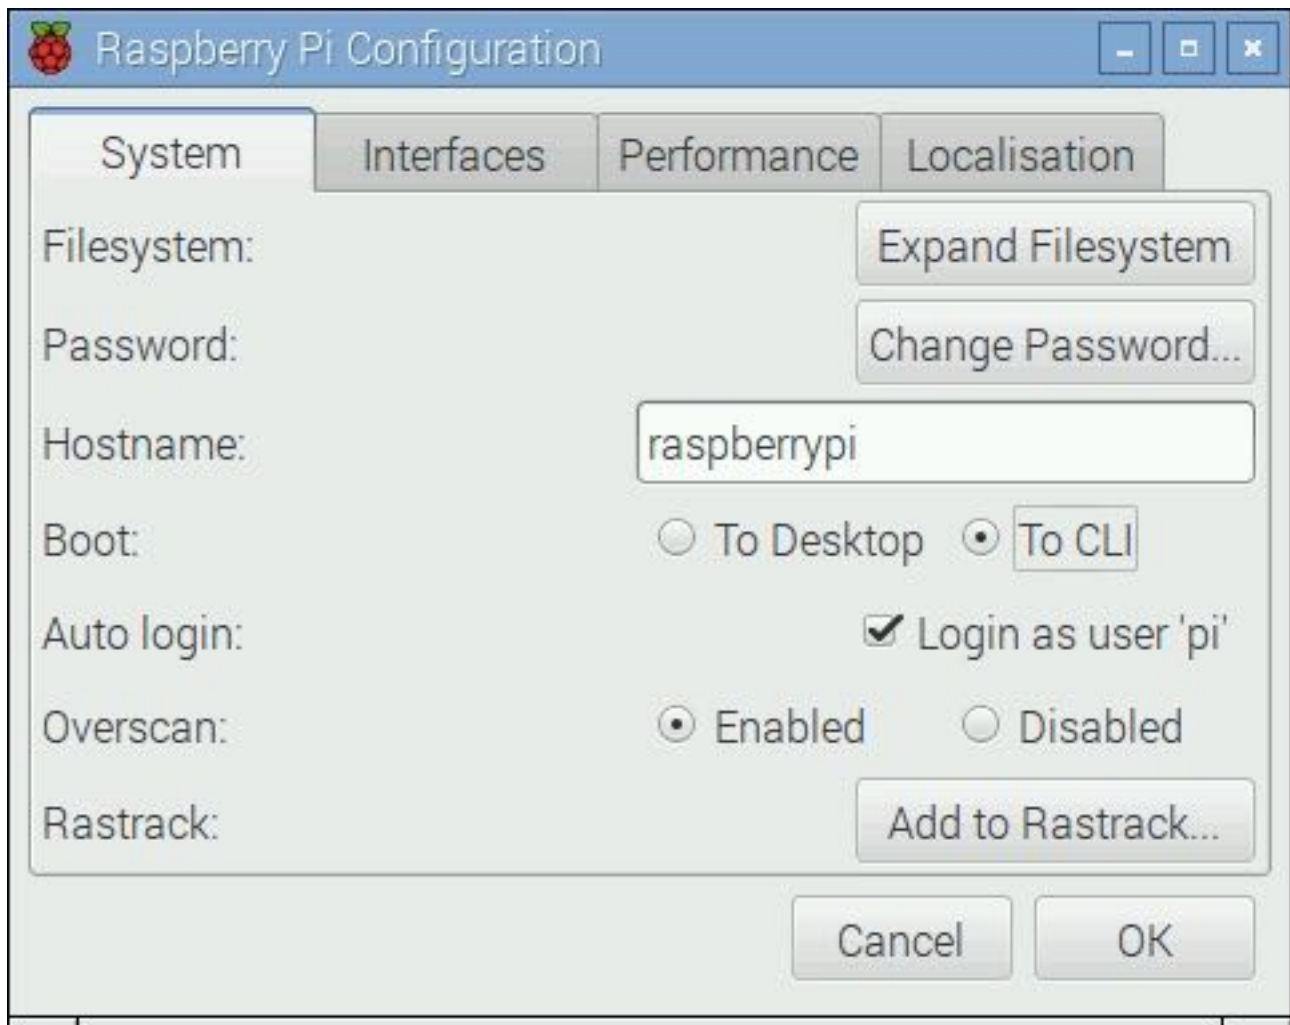 Raspberry Pi Configuration
System Interfaces Performance Localisation
Filesystem: Expand Filesystem
Password: Change Password...
Hostname: raspberrypi
Boot: To Desktop To CLI
Auto login: Login as user 'pi'
Overscan: Enabled Disabled
Rastrack: Add to Rastrack...
Cancel OK